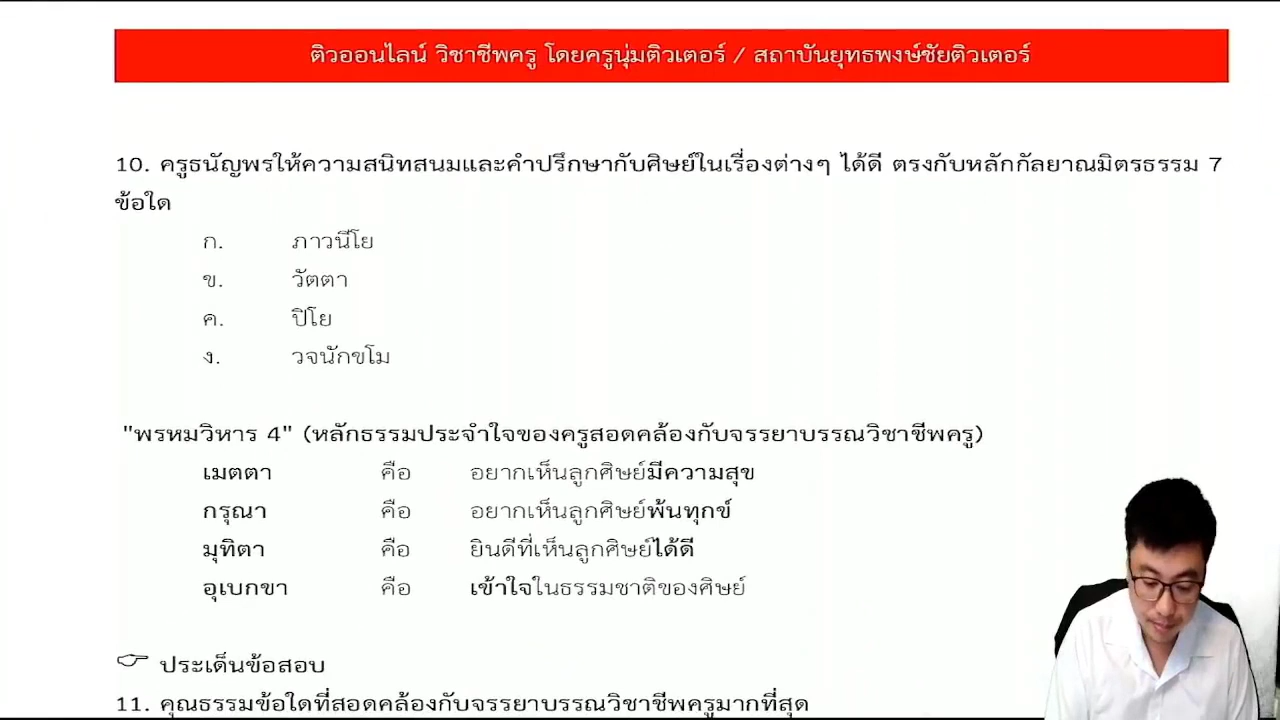 ติวออนไลน์ วิชาชีพครู โดยครูนุ่มติวเตอร์ / สถาบันยุทธพงษ์ชัยติวเตอร์
10. ครูธนัญพรให้ความสนิทสนมและคำปรึกษากับศิษย์ในเรื่องต่างๆ ได้ดี ตรงกับหลักกัลยาณมิตรธรรม 7
ข้อใด
ก. ภาวนีโย
ข. วัตตา
ค. ปิโย
ง. วจนักขโม
"พรหมวิหาร 4" (หลักธรรมประจำใจของครูสอดคล้องกับจรรยาบรรณวิชาชีพครู)
เมตตา คือ อยากเห็นลูกศิษย์มีความสุข
กรุณา คือ อยากเห็นลูกศิษย์พ้นทุกข์
มุทิตา คือ ยินดีที่เห็นลูกศิษย์ได้ดี
อุเบกขา คือ เข้าใจในธรรมชาติของศิษย์
ประเด็นข้อสอบ
11. คุณธรรมข้อใดที่สอดคล้องกับจรรยาบรรณวิชาชีพครูมากที่สุด